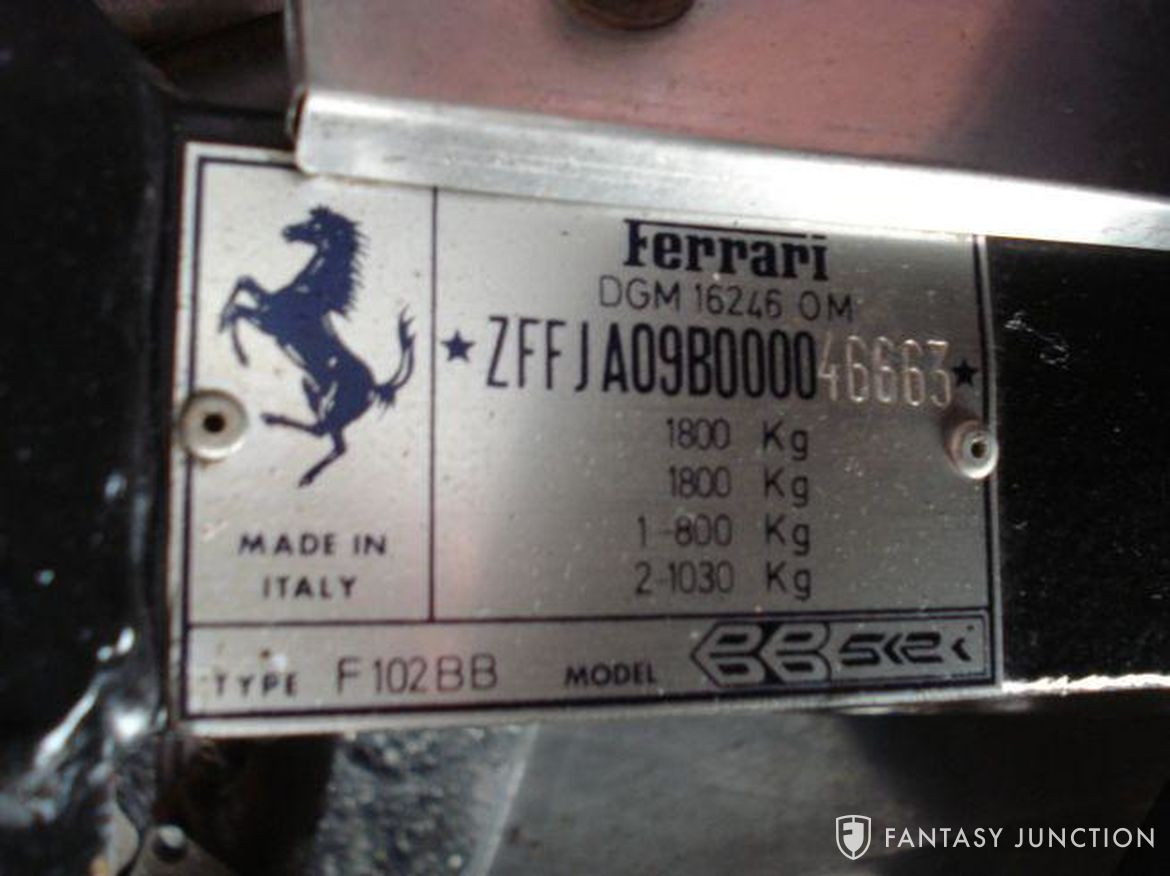 Ferrari
DGM 16246 OM
★ZFFJA09B000046663★
1800 Kg
1800 Kg
1-800 Kg
2-1030 Kg
MADE IN
ITALY
TYPE F102BB MODEL BB 512i
FANTASY JUNCTION